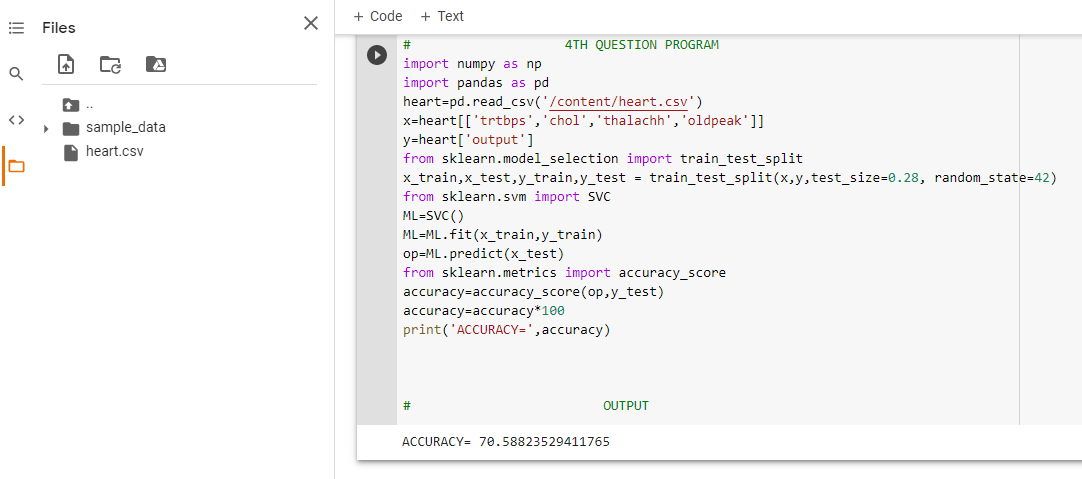 Files
..
sample_data
heart.csv
+ Code + Text
# 4TH QUESTION PROGRAM
import numpy as np
import pandas as pd
heart=pd.read_csv('/content/heart.csv')
x=heart[['trtbps','chol','thalachh','oldpeak']]
y=heart['output']
from sklearn.model_selection import train_test_split
x_train,x_test,y_train,y_test = train_test_split(x,y,test_size=0.28, random_state=42)
from sklearn.svm import SVC
ML=SVC()
ML=ML.fit(x_train,y_train)
op=ML.predict(x_test)
from sklearn.metrics import accuracy_score
accuracy=accuracy_score(op,y_test)
accuracy=accuracy*100
print('ACCURACY=',accuracy)
# OUTPUT
ACCURACY= 70.58823529411765